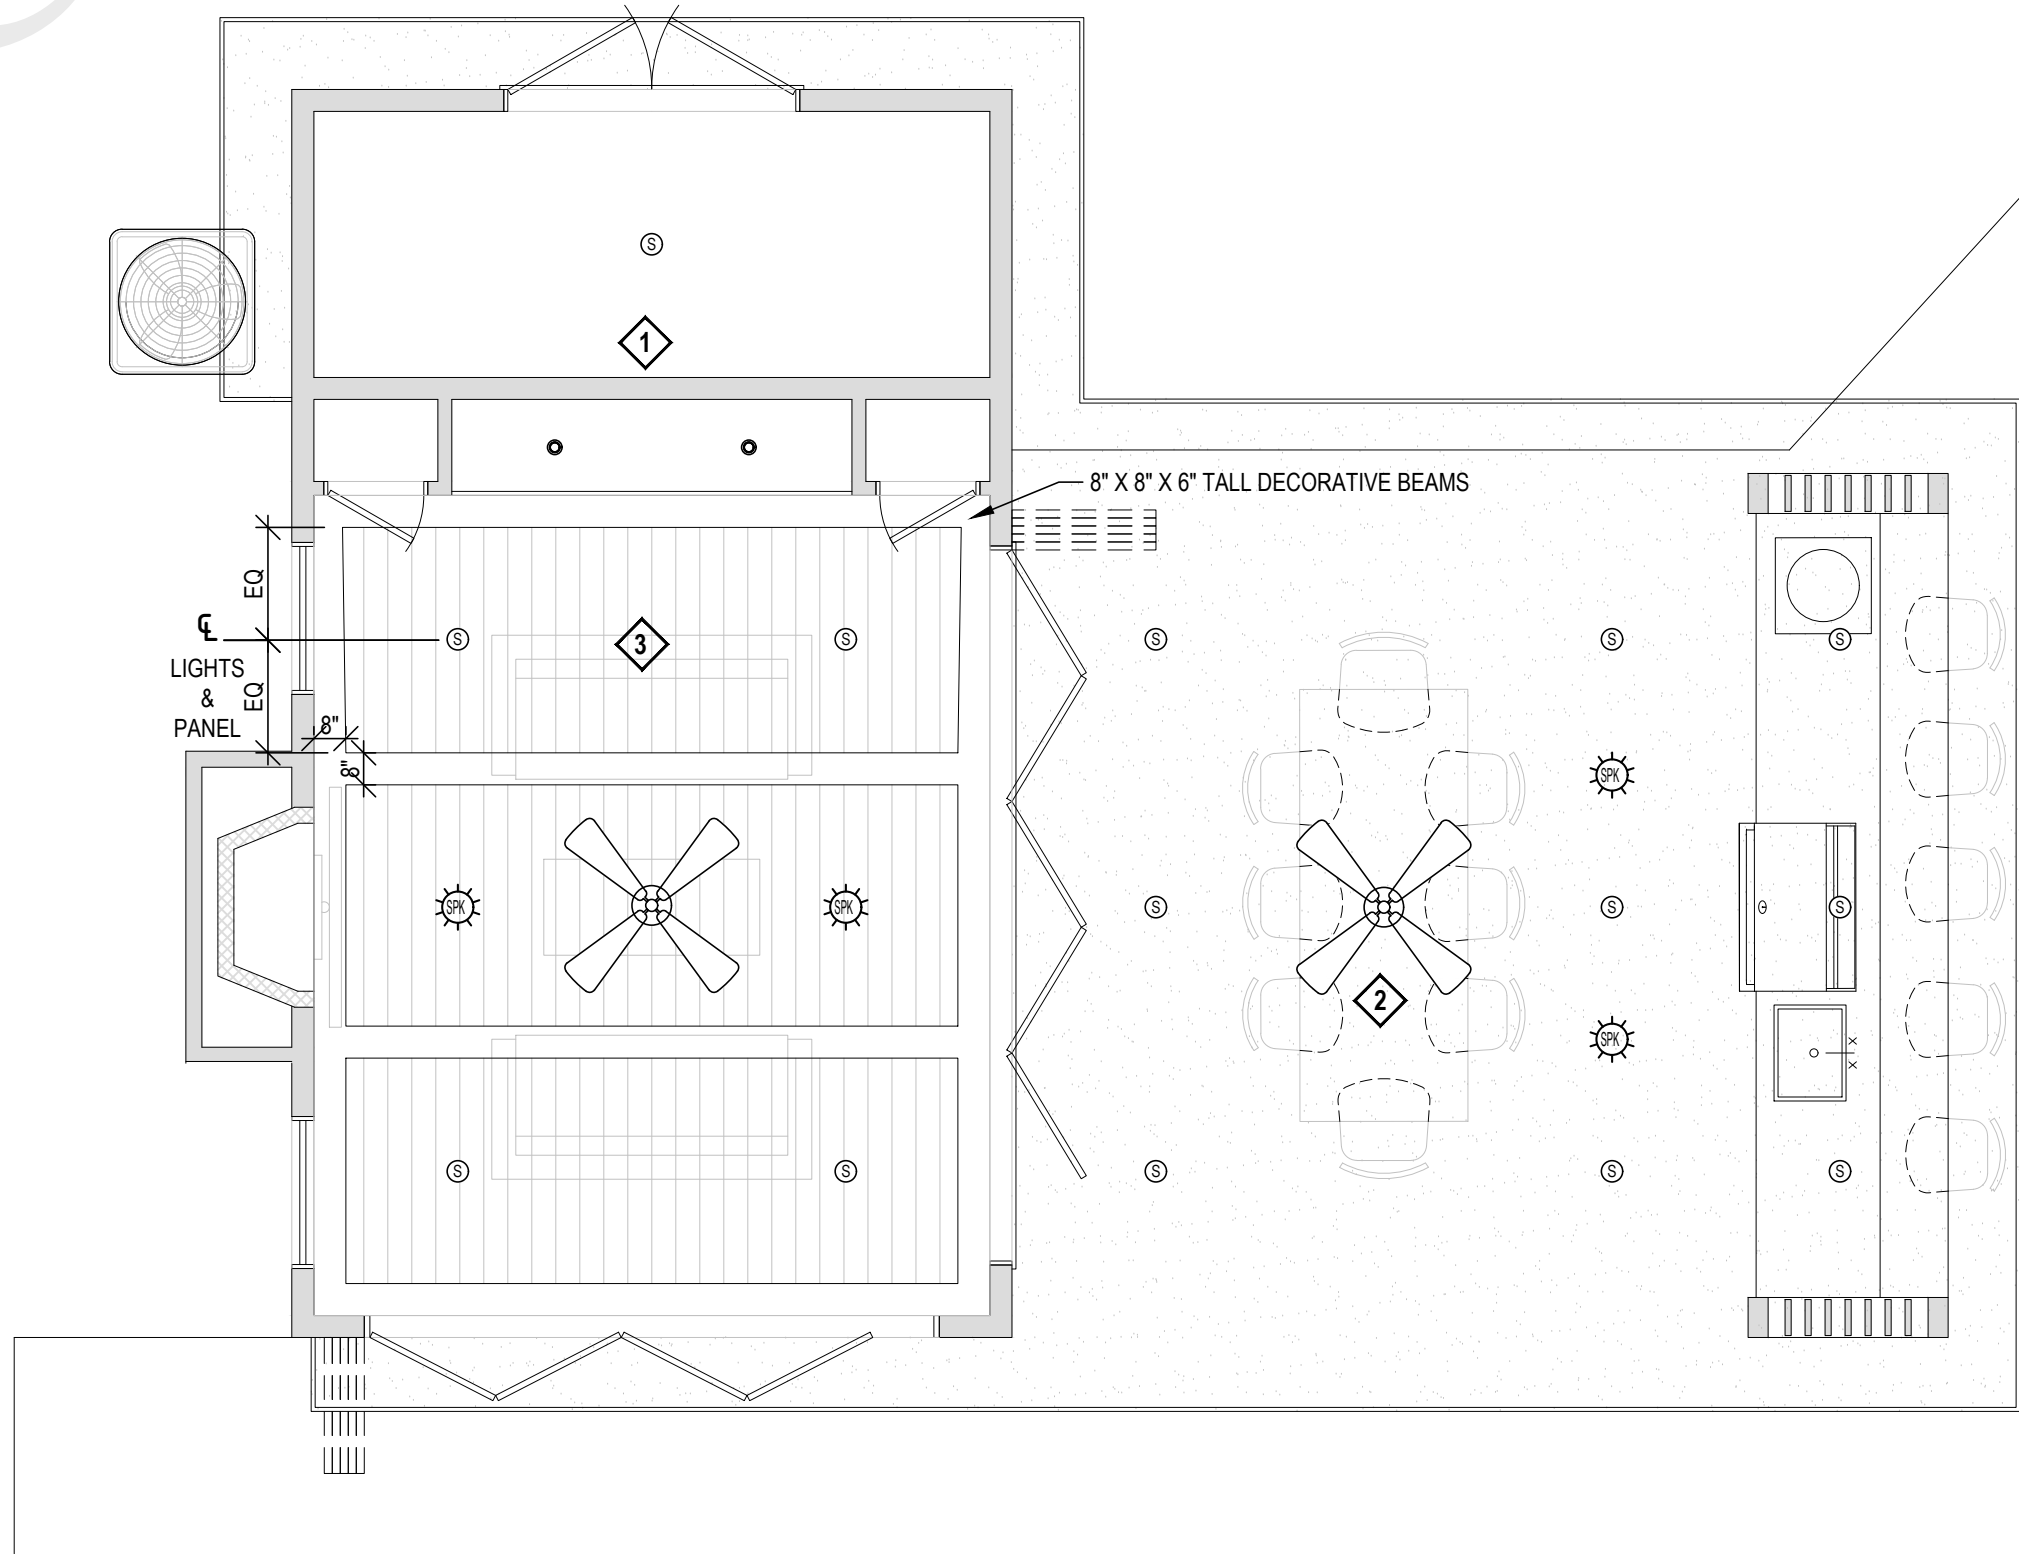 S
1
8" X 8" X 6" TALL DECORATIVE BEAMS
EQ
℄
LIGHTS
&
PANEL
EQ
8"
8"
S
3
S
S
S
S
SPK
SPK
SPK
S
S
S
2
SPK
X
X
S
S
S
S
S